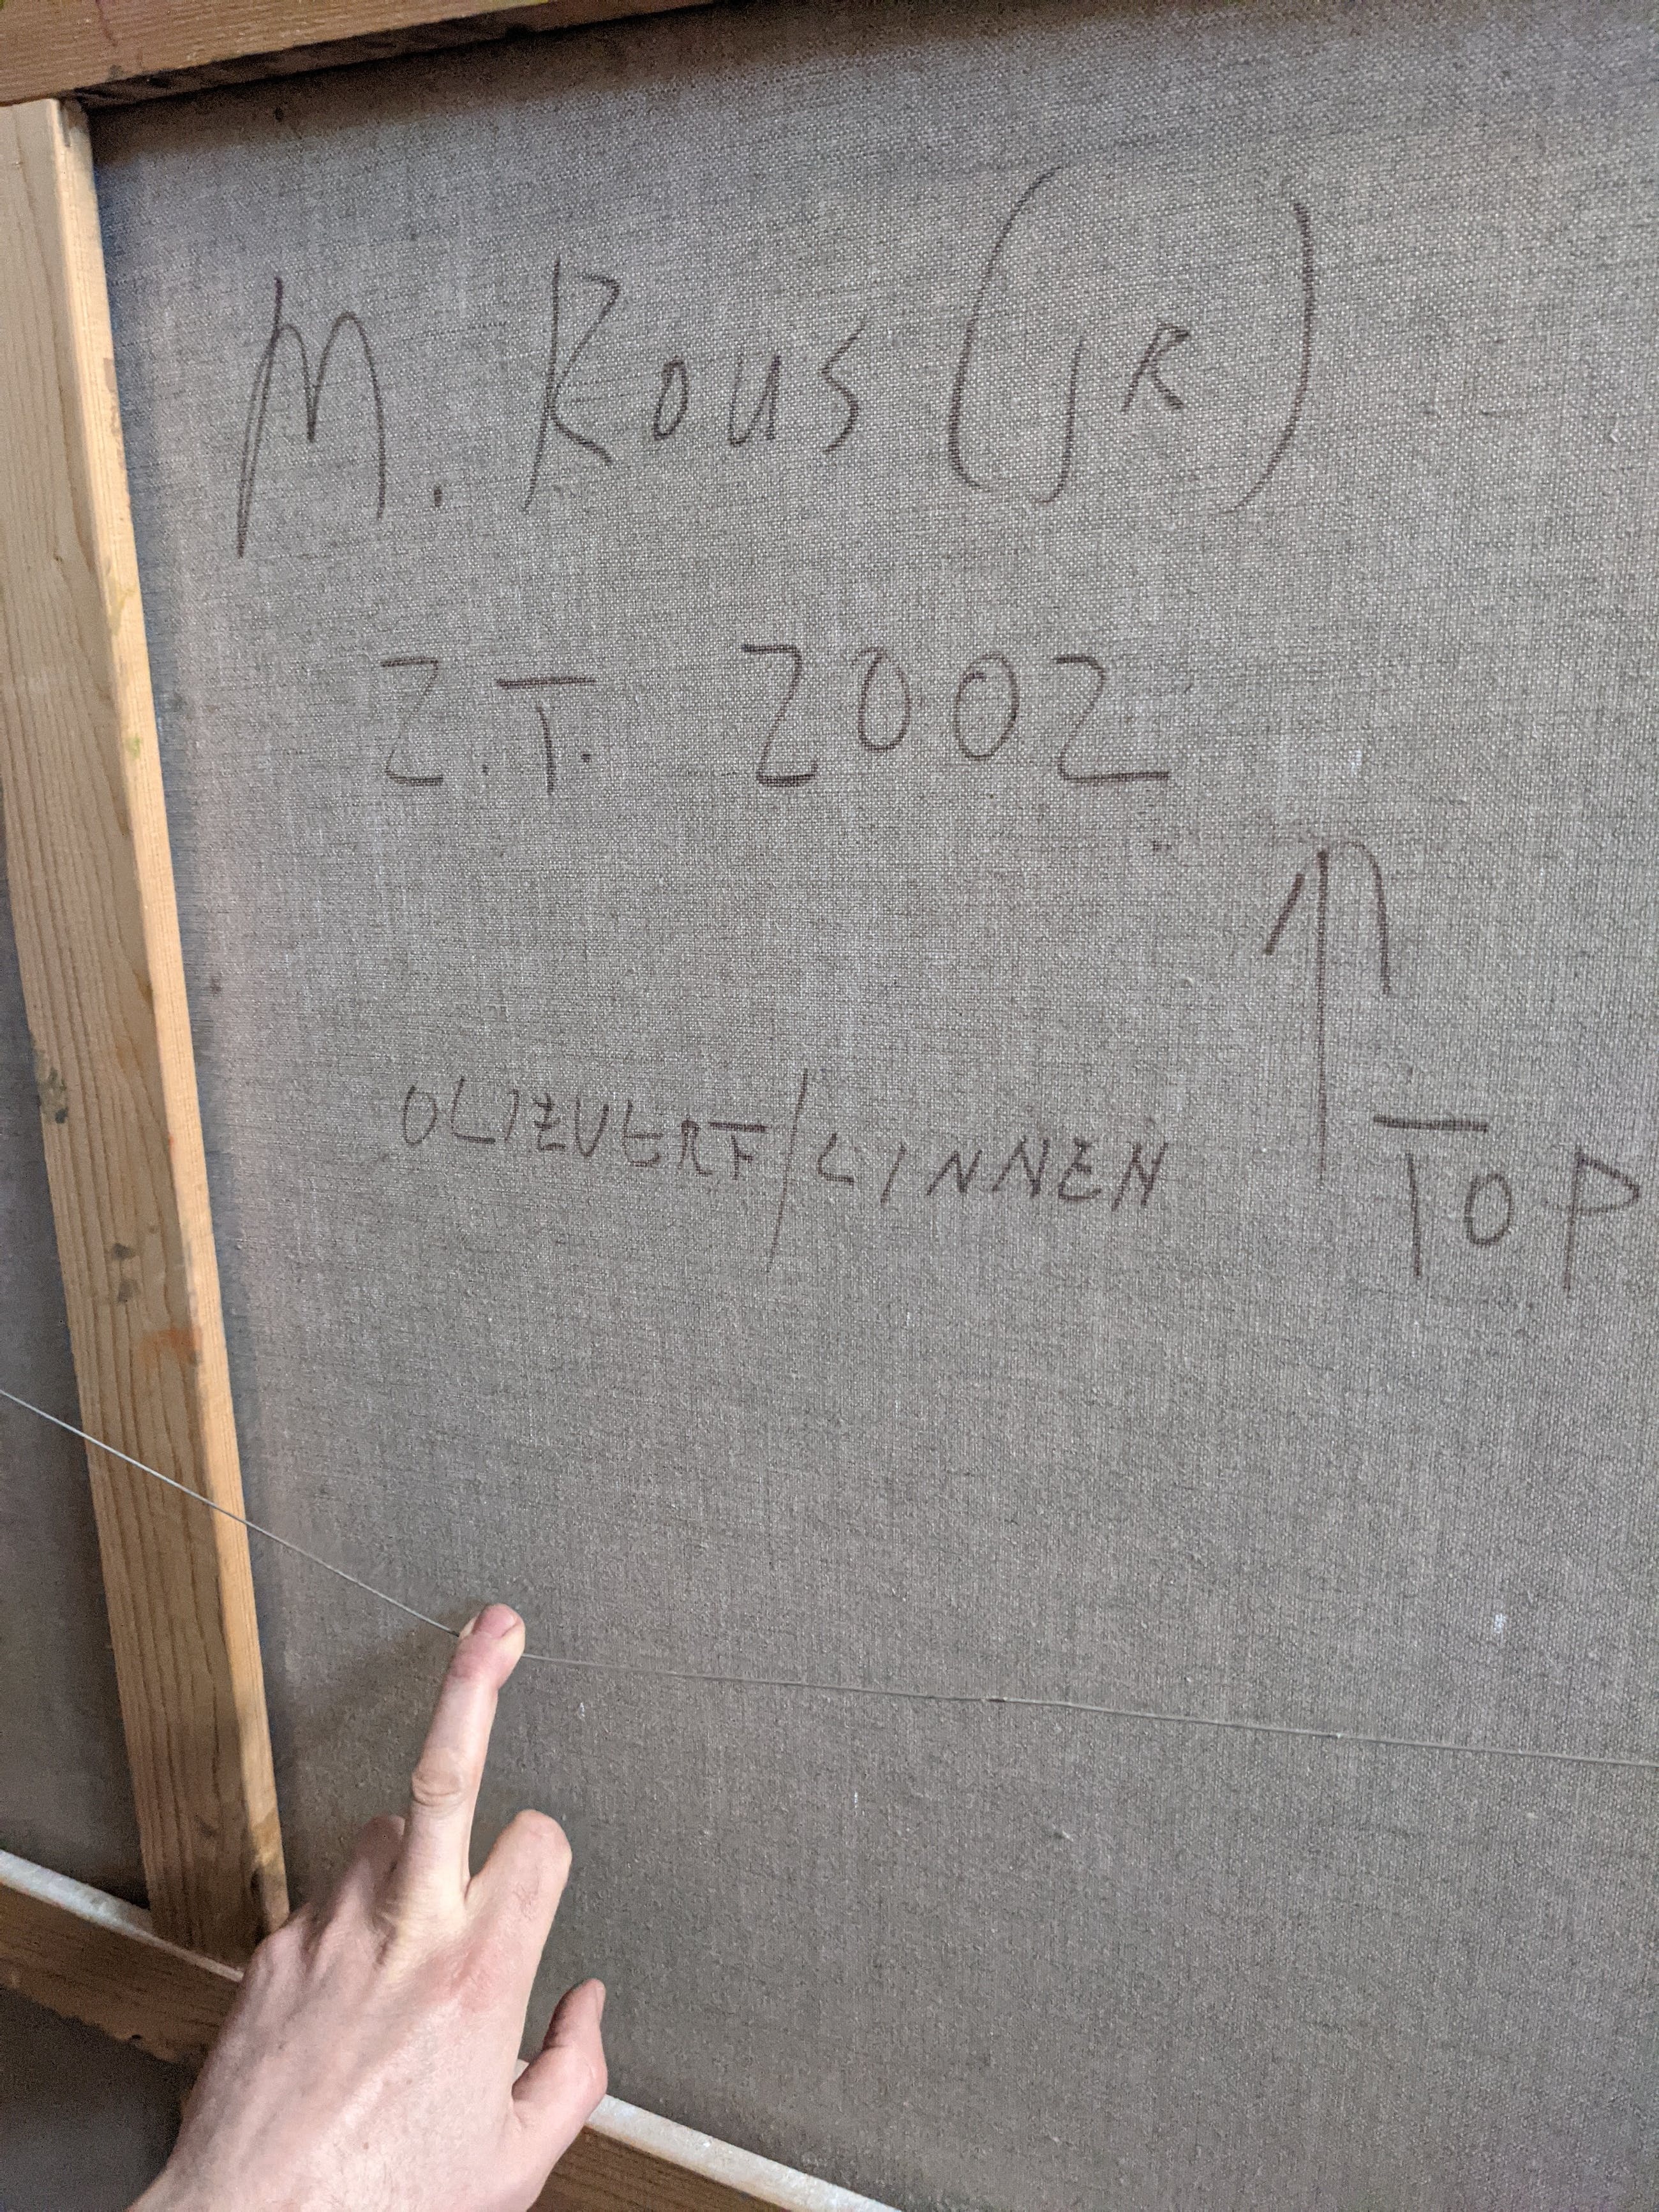 M. Rous (JR)
Z.T. 2002
OLIEVERF/LINNEN
TOP